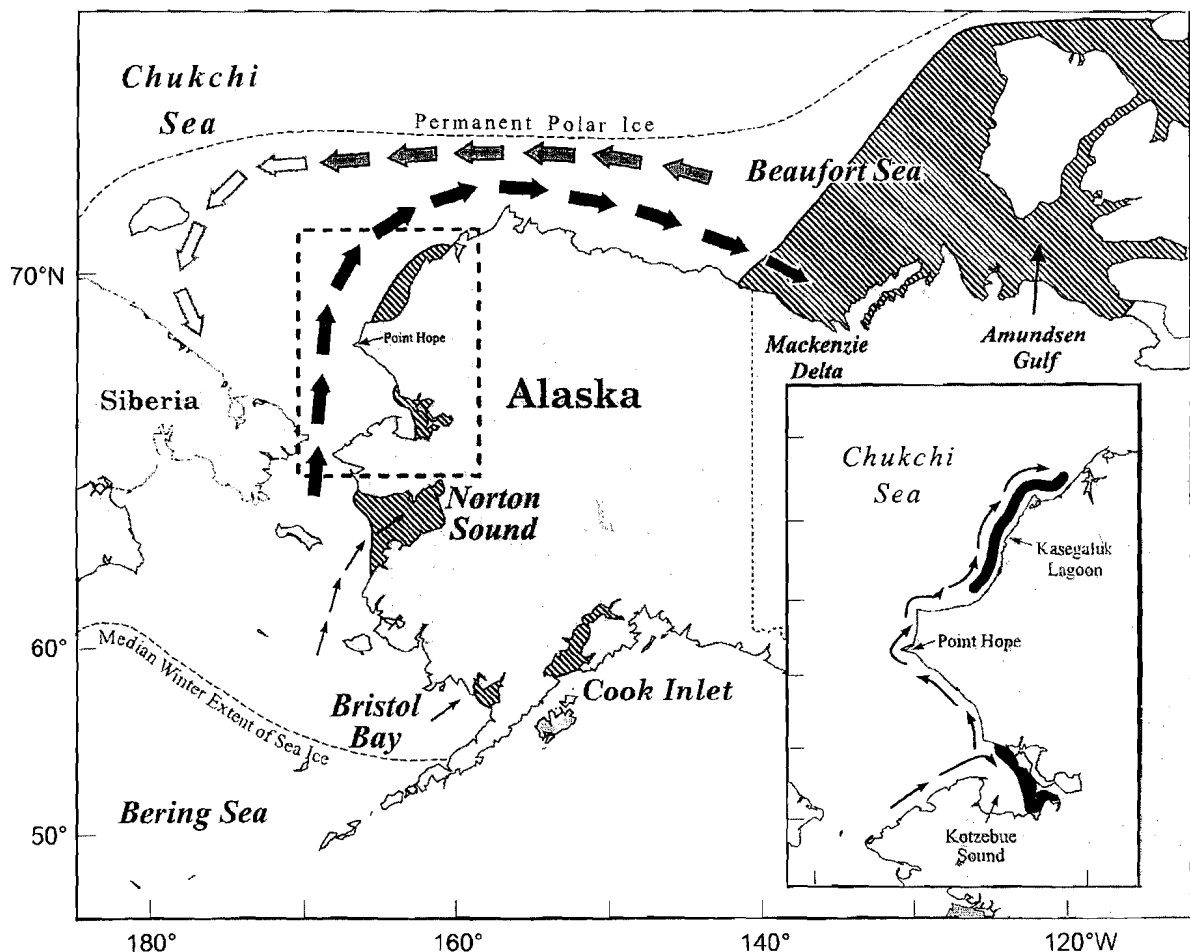 Chukchi
Sea
Permanent Polar Ice
Beaufort Sea
70°N
Point Hope
Mackenzie
Delta
Amundsen
Gulf
Siberia
Alaska
Norton
Sound
60°
Median Winter Extent of Sea Ice
Bristol
Bay
Cook Inlet
Bering Sea
50°
Chukchi
Sea
Kasegaluk
Lagoon
Point Hope
Kotzebue
Sound
180°
160°
140°
120°W